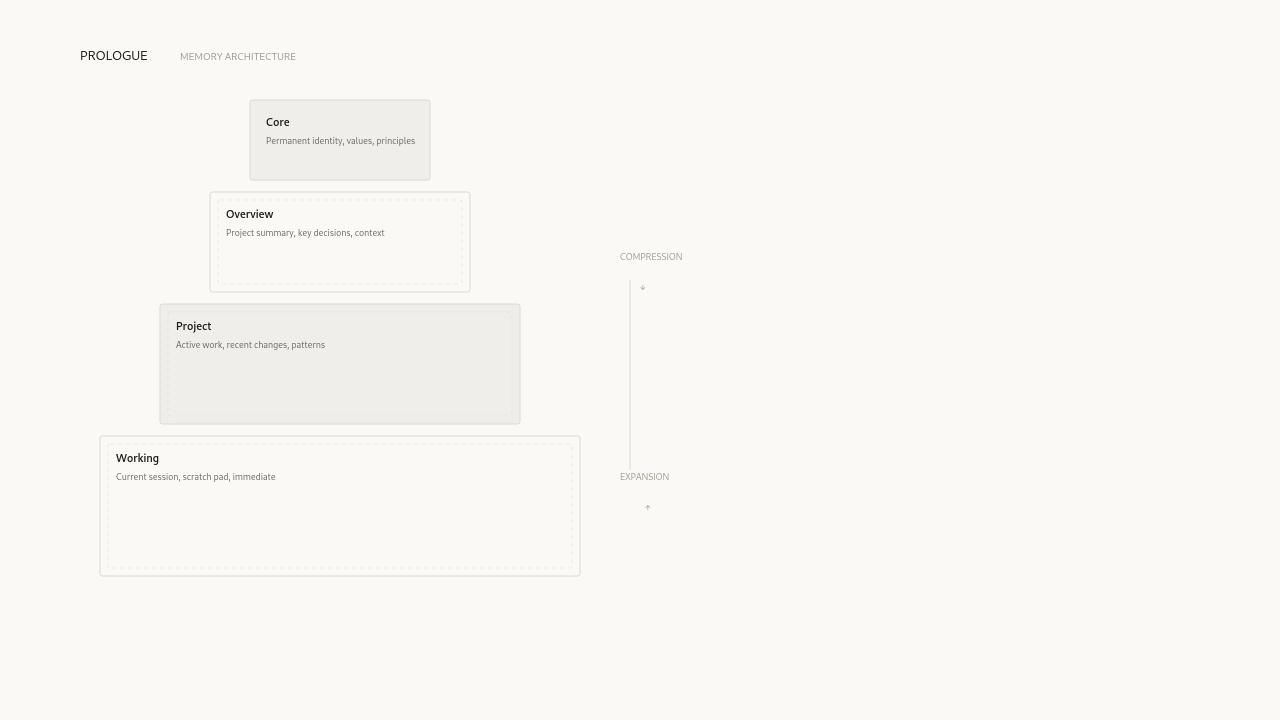 PROLOGUE MEMORY ARCHITECTURE
Core
Permanent identity, values, principles
Overview
Project summary, key decisions, context
COMPRESSION
↓
Project
Active work, recent changes, patterns
Working
Current session, scratch pad, immediate
EXPANSION
↑